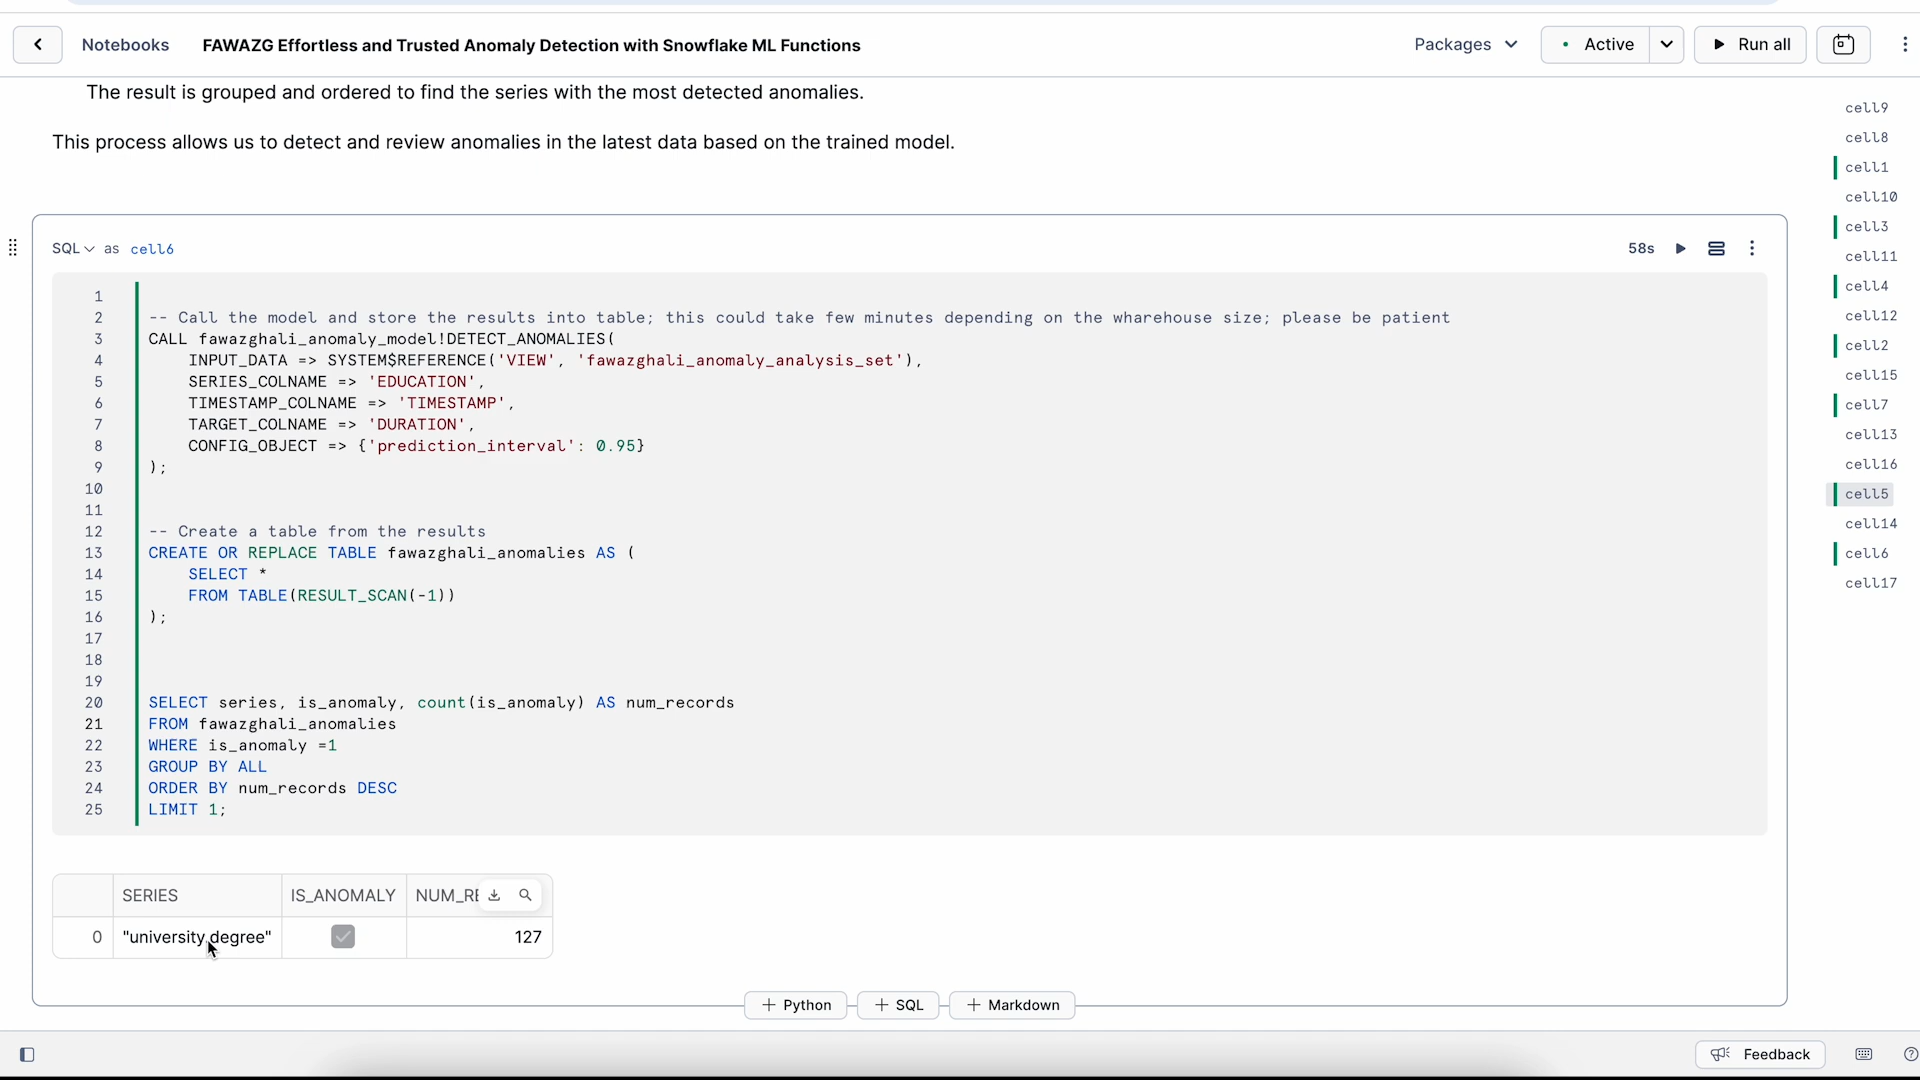 Notebooks FAWAZG Effortless and Trusted Anomaly Detection with Snowflake ML Functions Packages Active Run all
The result is grouped and ordered to find the series with the most detected anomalies.
This process allows us to detect and review anomalies in the latest data based on the trained model.
SQL as cell6 58s
1
2 -- Call the model and store the results into table; this could take few minutes depending on the wharehouse size; please be patient
3 CALL fawazghali_anomaly_model!DETECT_ANOMALIES(
4 INPUT_DATA => SYSTEM$REFERENCE('VIEW', 'fawazghali_anomaly_analysis_set'),
5 SERIES_COLNAME => 'EDUCATION',
6 TIMESTAMP_COLNAME => 'TIMESTAMP',
7 TARGET_COLNAME => 'DURATION',
8 CONFIG_OBJECT => {'prediction_interval': 0.95}
9 );
10
11
12 -- Create a table from the results
13 CREATE OR REPLACE TABLE fawazghali_anomalies AS (
14 SELECT *
15 FROM TABLE(RESULT_SCAN(-1))
16 );
17
18
19
20 SELECT series, is_anomaly, count(is_anomaly) AS num_records
21 FROM fawazghali_anomalies
22 WHERE is_anomaly =1
23 GROUP BY ALL
24 ORDER BY num_records DESC
25 LIMIT 1;
SERIES IS_ANOMALY NUM_RE
0 "university.degree" 127
+ Python + SQL + Markdown
cell9
cell8
cell1
cell10
cell3
cell11
cell4
cell12
cell2
cell15
cell7
cell13
cell16
cell5
cell14
cell6
cell17
Feedback